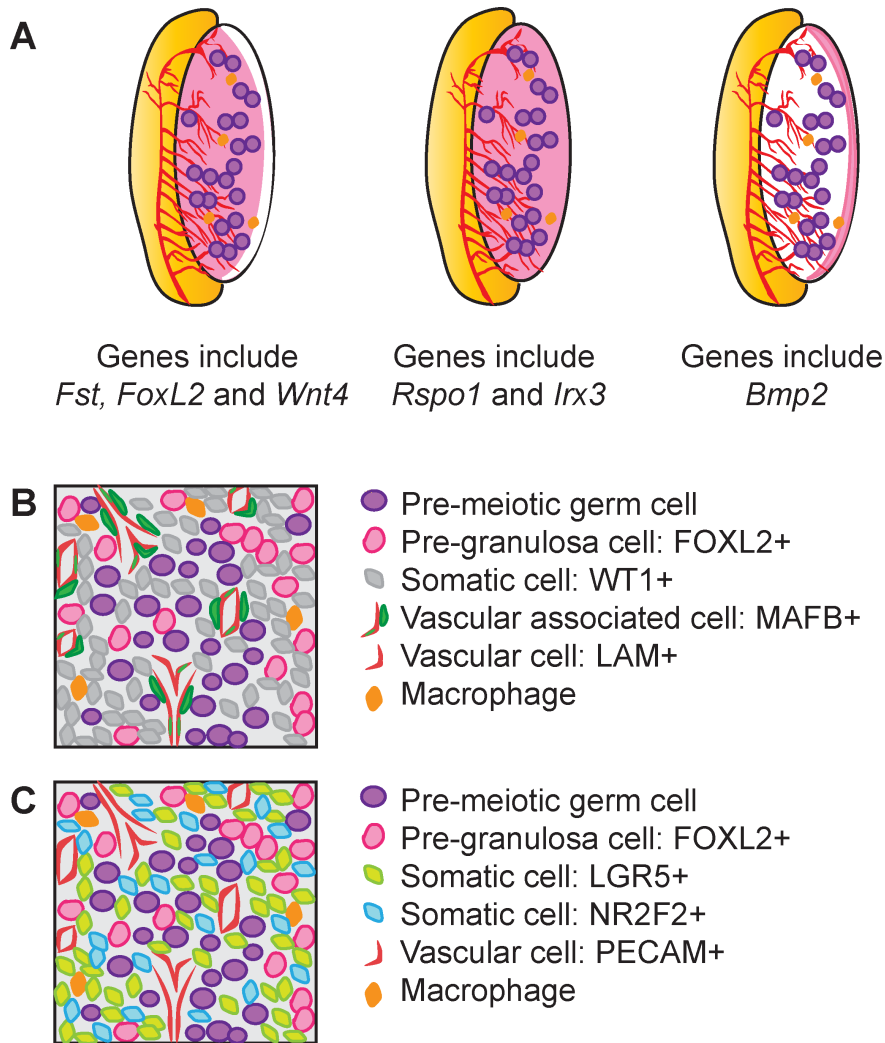 A
Genes include
Fst, FoxL2 and Wnt4
Genes include
Rspo1 and Irx3
Genes include
Bmp2
B
Pre-meiotic germ cell
Pre-granulosa cell: FOXL2+
Somatic cell: WT1+
Vascular associated cell: MAFB+
Vascular cell: LAM+
Macrophage
C
Pre-meiotic germ cell
Pre-granulosa cell: FOXL2+
Somatic cell: LGR5+
Somatic cell: NR2F2+
Vascular cell: PECAM+
Macrophage